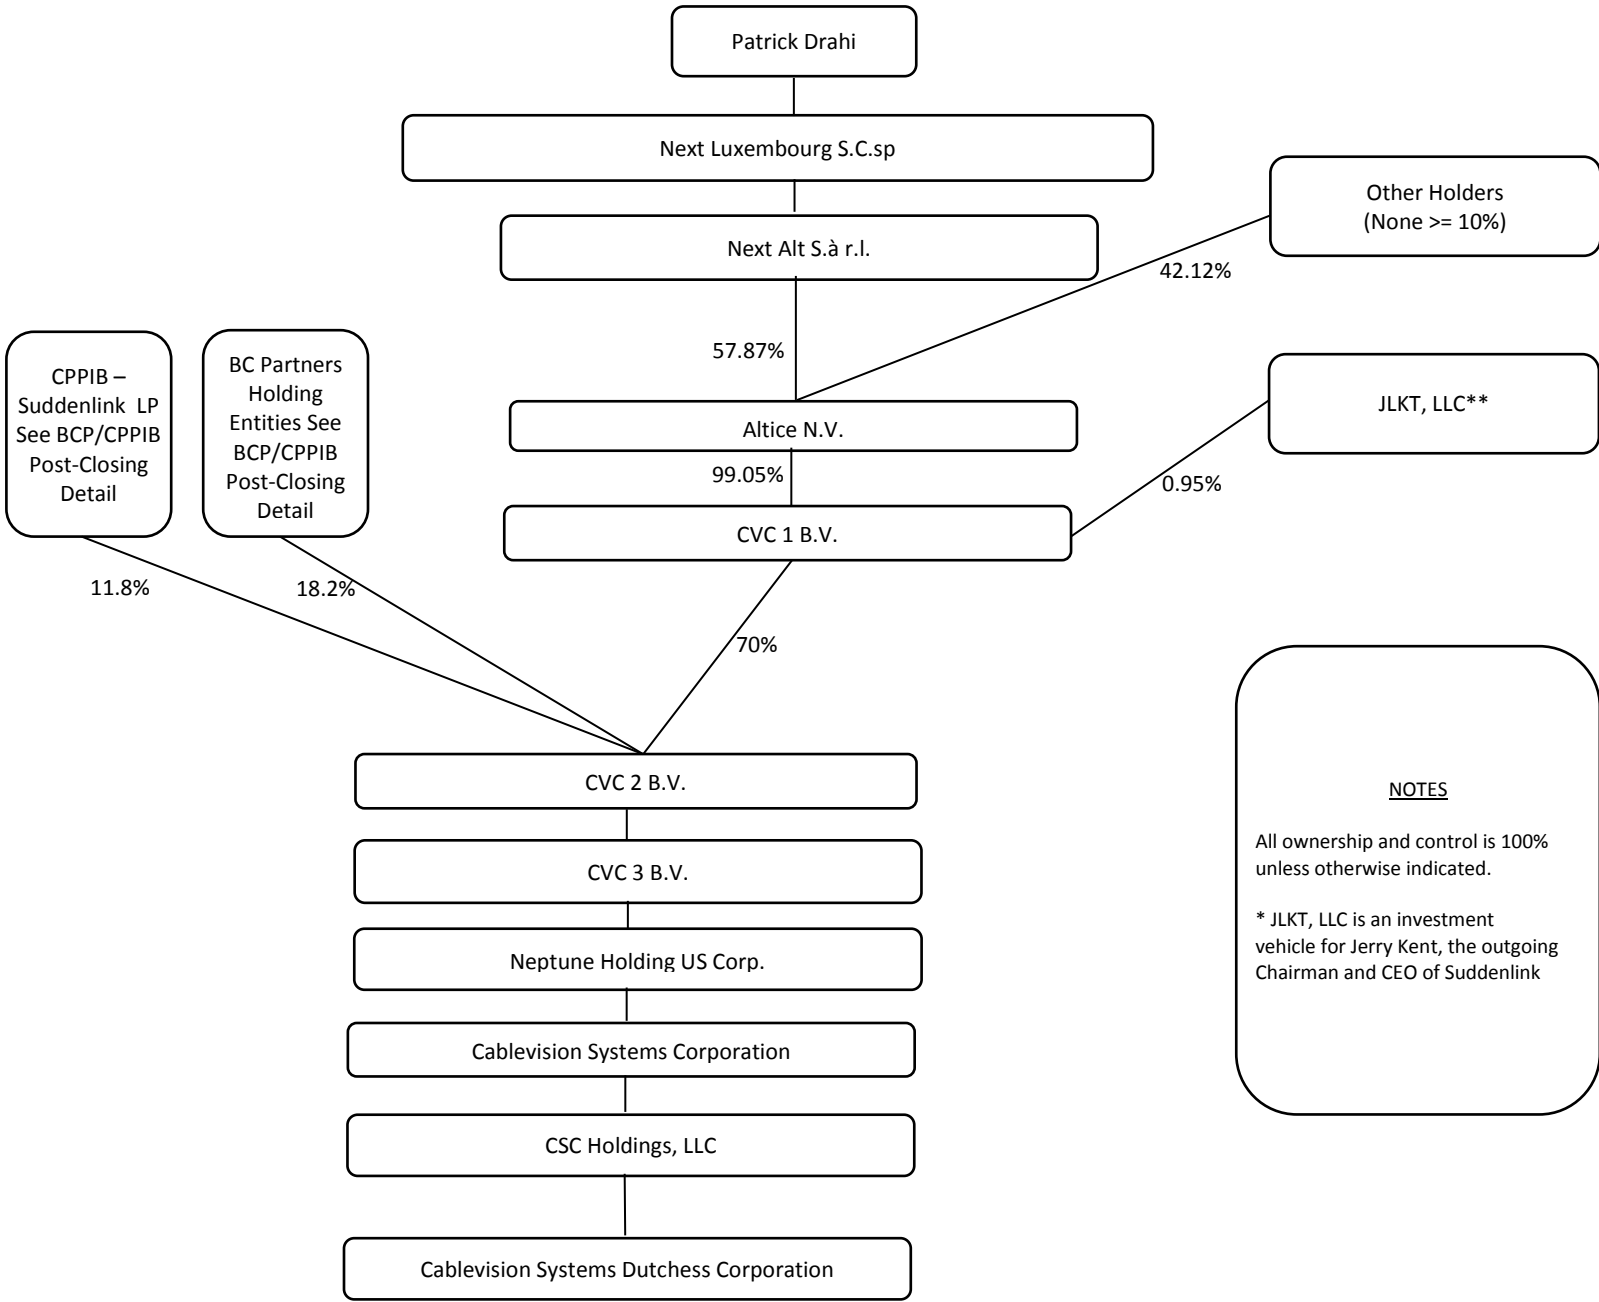 Patrick Drahi
Next Luxembourg S.C.sp
Other Holders
(None >= 10%)
Next Alt S.à r.l.
42.12%
57.87%
CPPIB –
Suddenlink LP
See BCP/CPPIB
Post-Closing
Detail
BC Partners
Holding
Entities See
BCP/CPPIB
Post-Closing
Detail
JLKT, LLC**
Altice N.V.
99.05%
0.95%
CVC 1 B.V.
11.8%
18.2%
70%
CVC 2 B.V.
CVC 3 B.V.
Neptune Holding US Corp.
Cablevision Systems Corporation
CSC Holdings, LLC
Cablevision Systems Dutchess Corporation
NOTES
All ownership and control is 100%
unless otherwise indicated.
* JLKT, LLC is an investment
vehicle for Jerry Kent, the outgoing
Chairman and CEO of Suddenlink